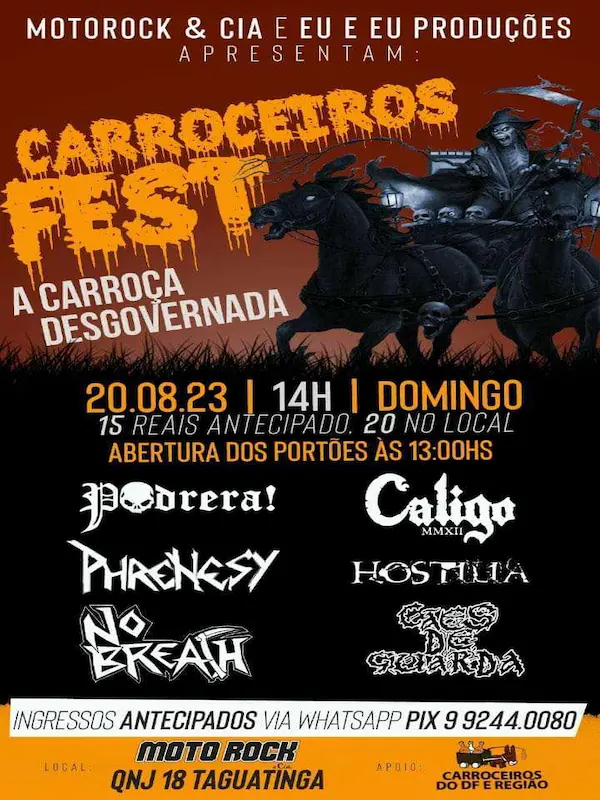 MOTOROCK & CIA E EU E EU PRODUÇÕES
APRESENTAM:
CARROCEIROS
FEST
A CARROÇA
DESGOVERNADA
20.08.23 | 14H | DOMINGO
15 REAIS ANTECIPADO. 20 NO LOCAL
ABERTURA DOS PORTÕES ÀS 13:00HS
Podrera!
Caligo
MMXII
PHRENESY
HOSTILIA
NO
BREATH
CAES
DE
GUARDA
INGRESSOS ANTECIPADOS VIA WHATSAPP PIX 9 9244.0080
LOCAL:
MOTO ROCK
e Cia
QNJ 18 TAGUATINGA
APOIO:
CARROCEIROS
DO DF E REGIÃO